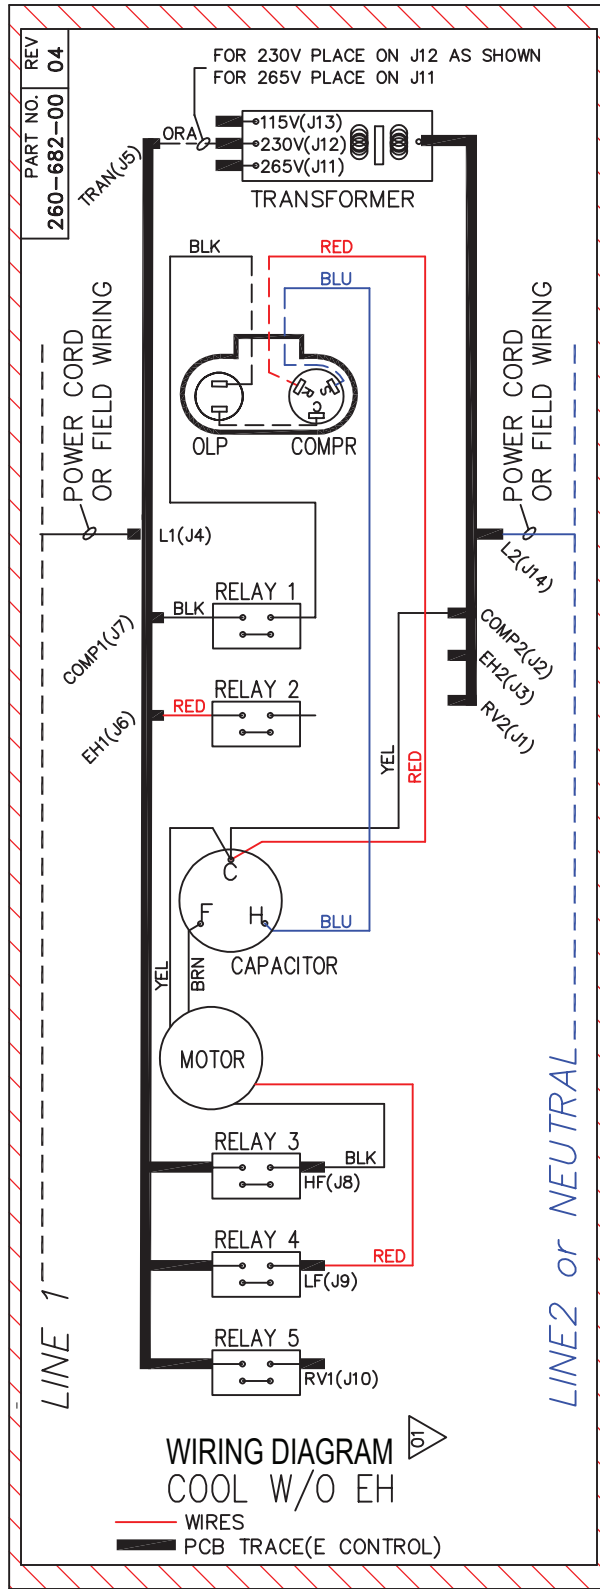 PART NO. REV
260-682-00 04
FOR 230V PLACE ON J12 AS SHOWN
FOR 265V PLACE ON J11
TRAN(J5)
ORA
115V(J13)
230V(J12)
265V(J11)
TRANSFORMER
BLK
RED
BLU
R
S
C
OLP
COMPR
POWER CORD
OR FIELD WIRING
POWER CORD
OR FIELD WIRING
L1(J4)
L2(J14)
COMP1(J7)
BLK
RELAY 1
COMP2(J2)
EH2(J3)
RV2(J1)
EH1(J6)
RED
RELAY 2
YEL
RED
C
F
H
BLU
CAPACITOR
YEL
BRN
MOTOR
RELAY 3
BLK
HF(J8)
RELAY 4
RED
LF(J9)
RELAY 5
RV1(J10)
LINE 1
LINE2 or NEUTRAL
WIRING DIAGRAM
01
COOL W/O EH
WIRES
PCB TRACE(E CONTROL)